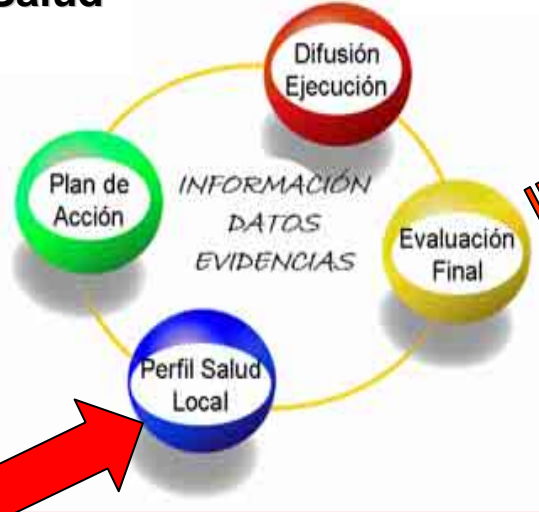 Salud
Difusión
Ejecución
Plan de
Acción
INFORMACIÓN
DATOS
EVIDENCIAS
Evaluación
Final
Perfil Salud
Local